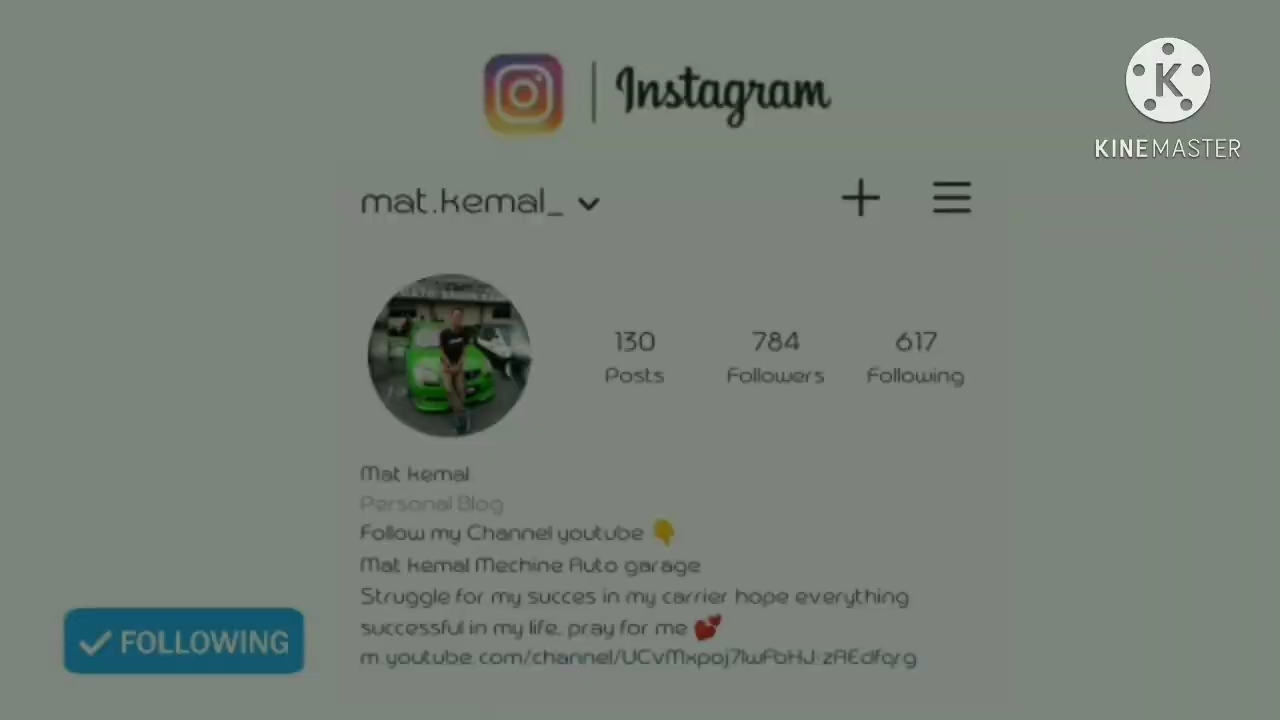 Instagram
KINEMASTER
mat.kemal_
130
784
617
Posts
Followers
Following
Mat kemal
Personal Blog
Follow my Channel youtube 👇
Mat kemal Mechine Auto garage
Struggle for my succes in my carrier hope everything
successful in my life, pray for me 💕
FOLLOWING